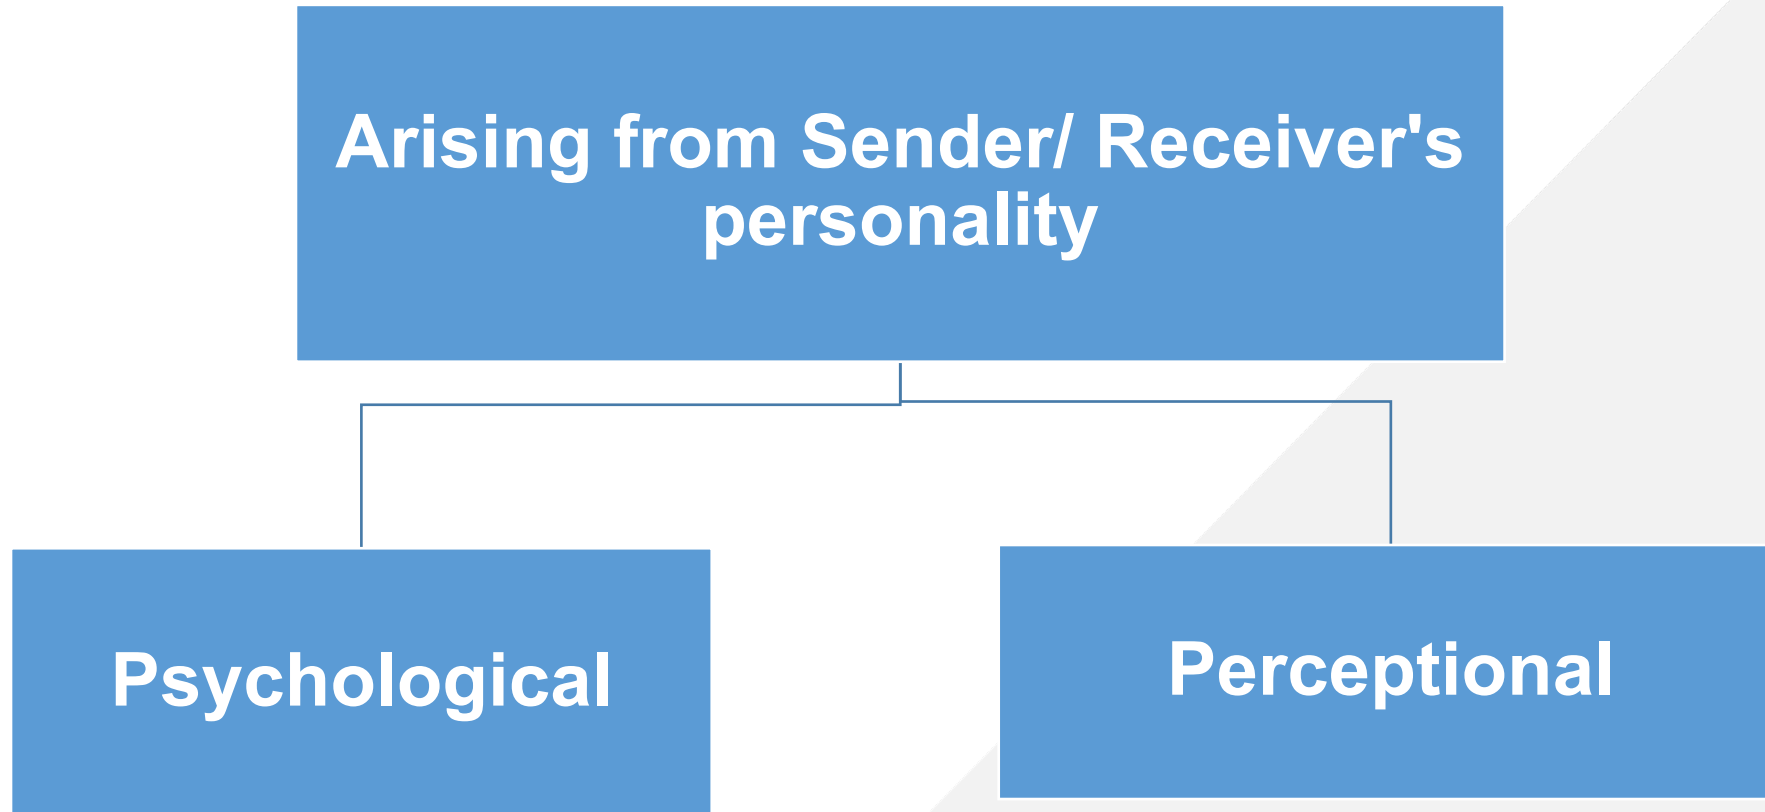 Arising from Sender/ Receiver's
personality
Psychological
Perceptional